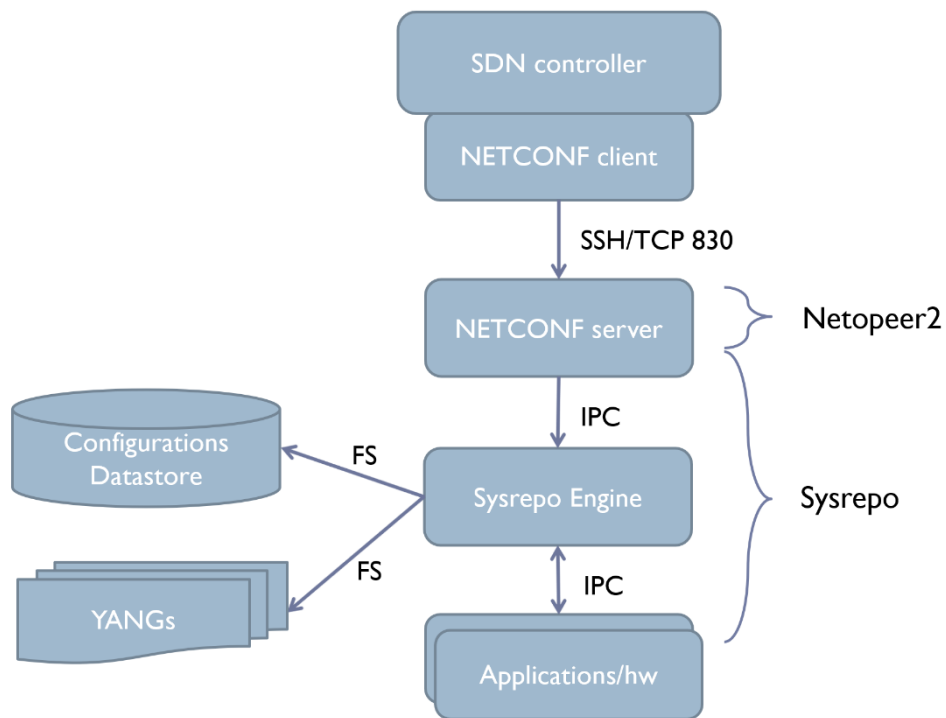 SDN controller
NETCONF client
SSH/TCP 830
NETCONF server
Netopeer2
IPC
Configurations
Datastore
FS
Sysrepo Engine
Sysrepo
FS
IPC
YANGs
Applications/hw